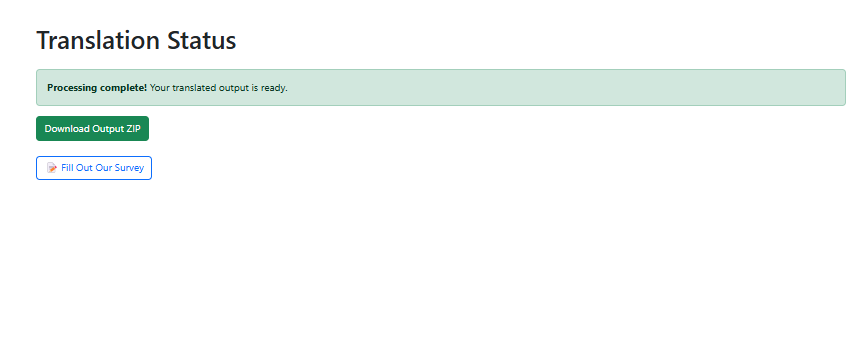 Translation Status
Processing complete! Your translated output is ready.
Download Output ZIP
📝 Fill Out Our Survey